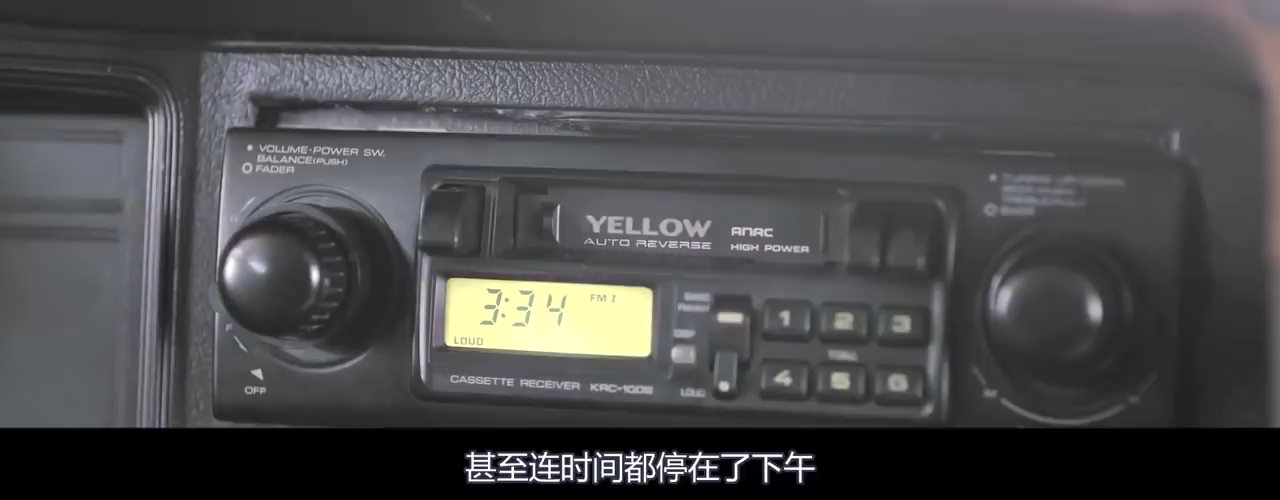 VOLUME·POWER SW.
BALANCE(PUSH)
FADER
YELLOW
AUTO REVERSE
ANRC
HIGH POWER
3:34
FM I
LOUD
CASSETTE RECEIVER
LOUD
1 2 3
4 5 6
OFF
甚至连时间都停在了下午